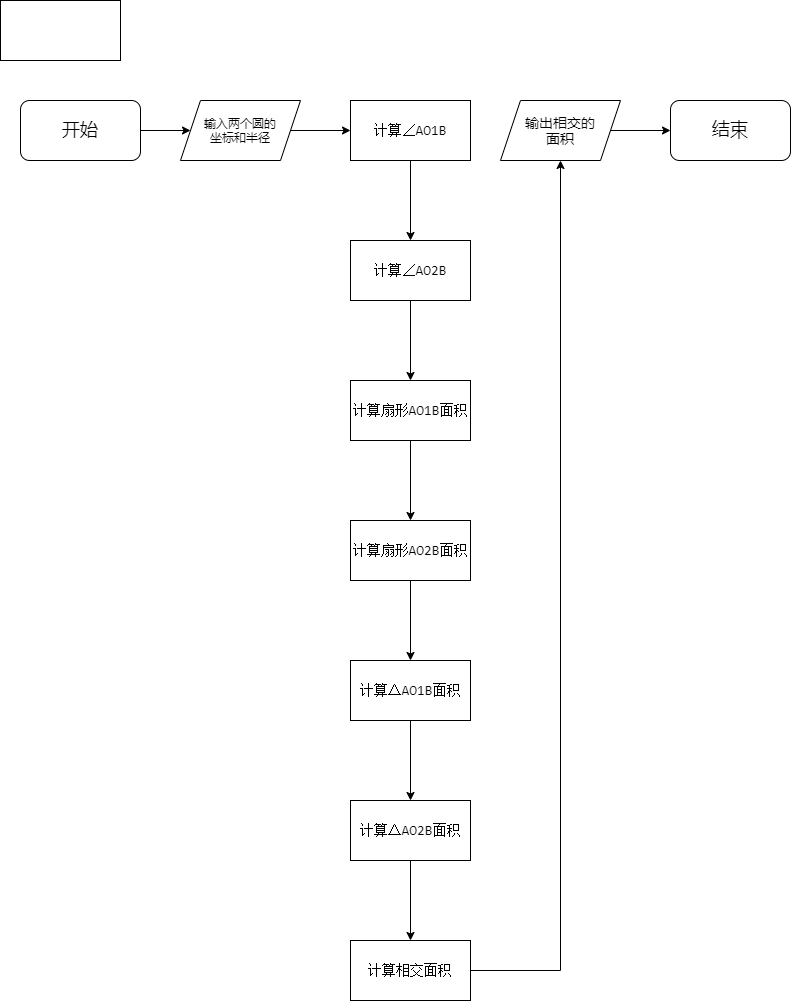 开始
输入两个圆的
坐标和半径
计算∠AO1B
计算∠AO2B
计算扇形AO1B面积
计算扇形AO2B面积
计算△AO1B面积
计算△AO2B面积
计算相交面积
输出相交的
面积
结束